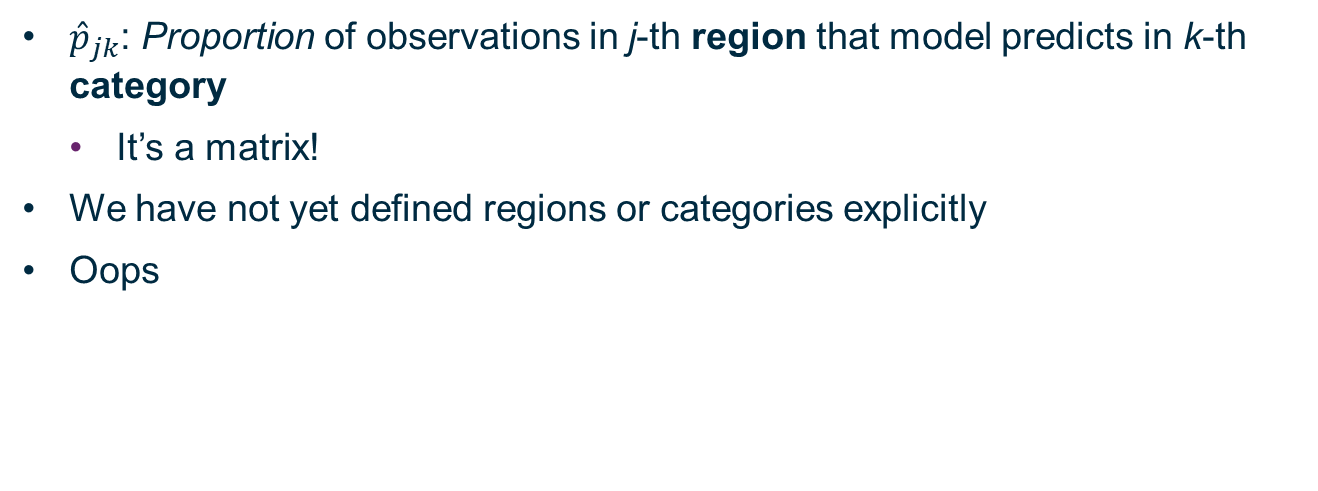 • p̂jk: Proportion of observations in j-th region that model predicts in k-th
category
• It’s a matrix!
• We have not yet defined regions or categories explicitly
• Oops